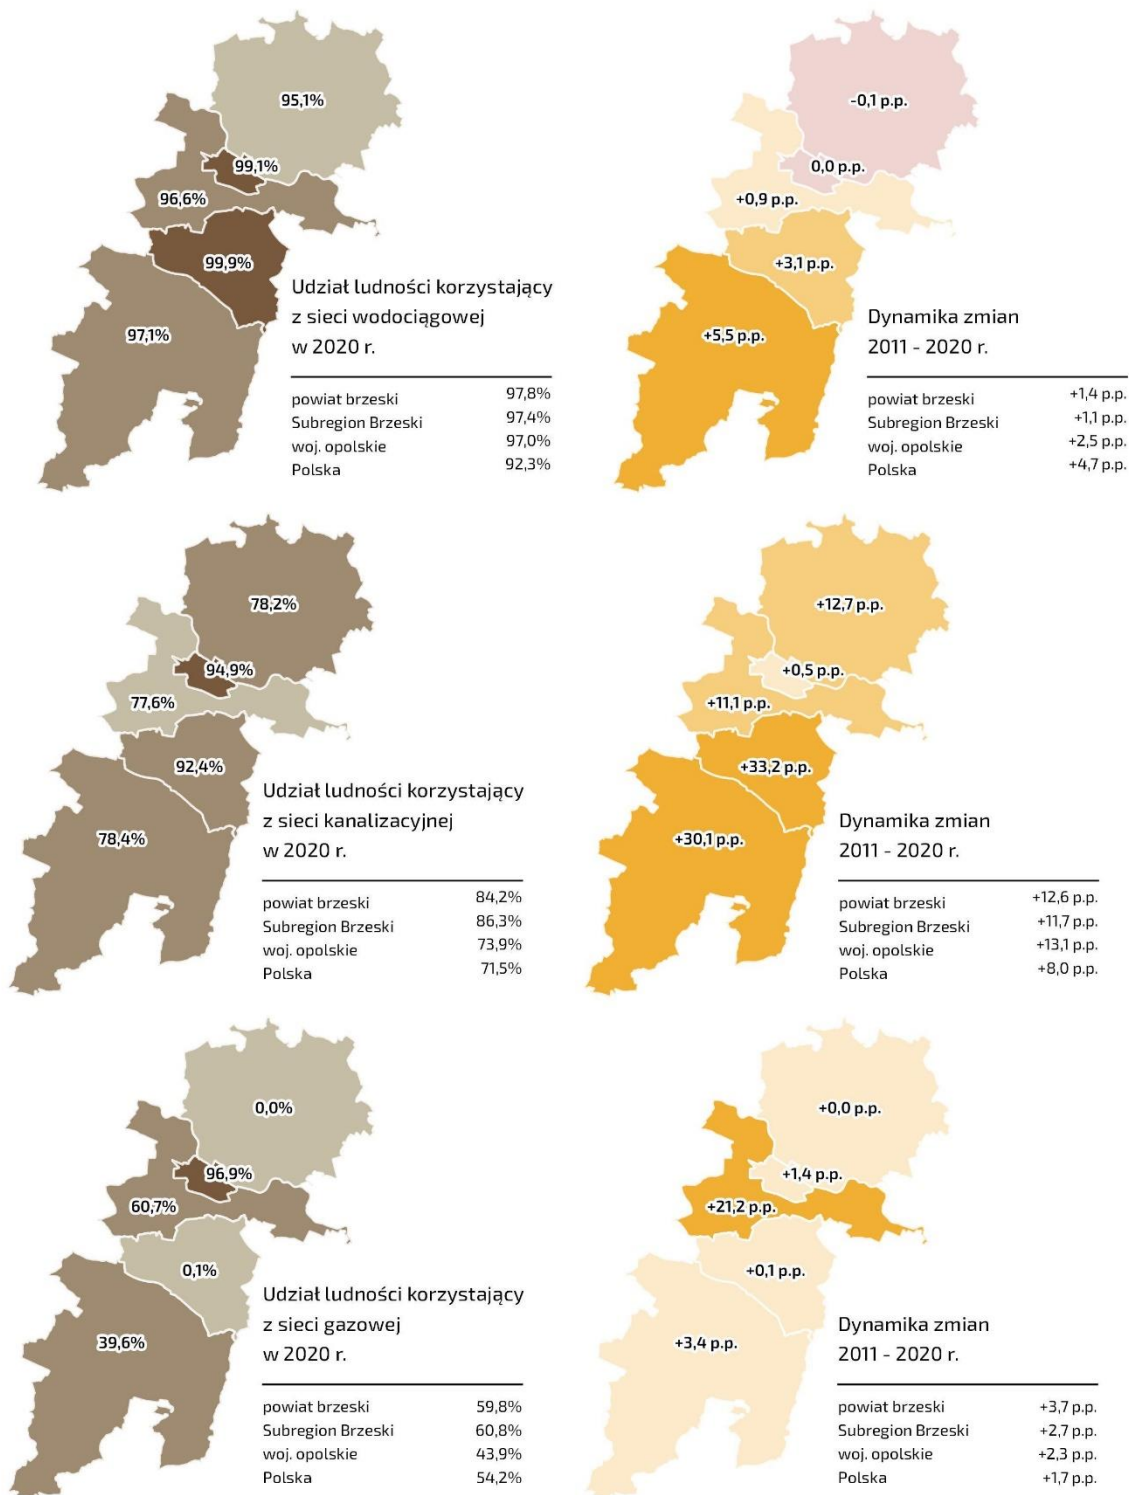 95,1%
99,1%
96,6%
99,9%
97,1%
Udział ludności korzystający
z sieci wodociągowej
w 2020 r.
powiat brzeski 97,8%
Subregion Brzeski 97,4%
woj. opolskie 97,0%
Polska 92,3%
-0,1 p.p.
0,0 p.p.
+0,9 p.p.
+3,1 p.p.
+5,5 p.p.
Dynamika zmian
2011 - 2020 r.
powiat brzeski +1,4 p.p.
Subregion Brzeski +1,1 p.p.
woj. opolskie +2,5 p.p.
Polska +4,7 p.p.
78,2%
94,9%
77,6%
92,4%
78,4%
Udział ludności korzystający
z sieci kanalizacyjnej
w 2020 r.
powiat brzeski 84,2%
Subregion Brzeski 86,3%
woj. opolskie 73,9%
Polska 71,5%
+12,7 p.p.
+0,5 p.p.
+11,1 p.p.
+33,2 p.p.
+30,1 p.p.
Dynamika zmian
2011 - 2020 r.
powiat brzeski +12,6 p.p.
Subregion Brzeski +11,7 p.p.
woj. opolskie +13,1 p.p.
Polska +8,0 p.p.
0,0%
96,9%
60,7%
0,1%
39,6%
Udział ludności korzystający
z sieci gazowej
w 2020 r.
powiat brzeski 59,8%
Subregion Brzeski 60,8%
woj. opolskie 43,9%
Polska 54,2%
+0,0 p.p.
+1,4 p.p.
+21,2 p.p.
+0,1 p.p.
+3,4 p.p.
Dynamika zmian
2011 - 2020 r.
powiat brzeski +3,7 p.p.
Subregion Brzeski +2,7 p.p.
woj. opolskie +2,3 p.p.
Polska +1,7 p.p.